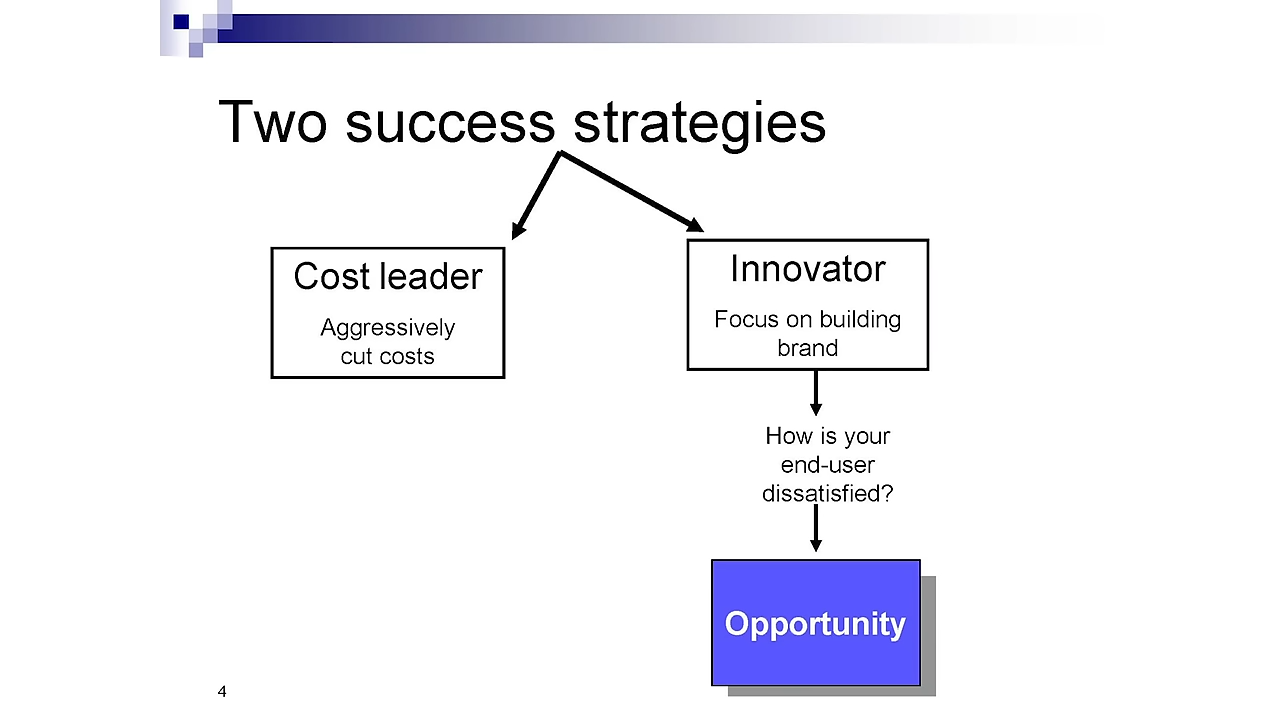 Two success strategies
Cost leader
Aggressively
cut costs
Innovator
Focus on building
brand
How is your
end-user
dissatisfied?
Opportunity
4